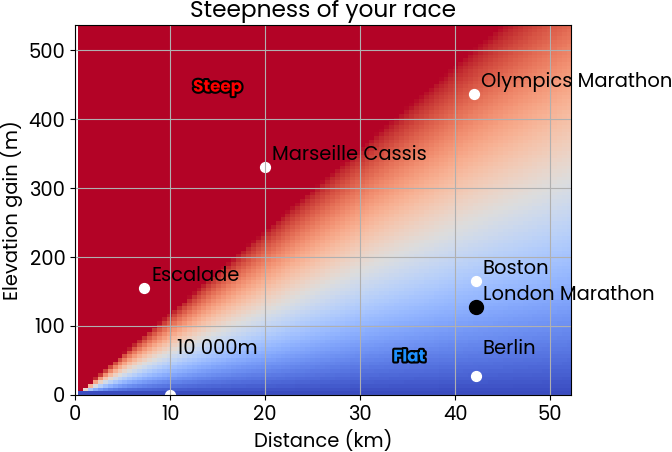 Steepness of your race
Elevation gain (m)
500
400
300
200
100
0
Steep
Olympics Marathon
Marseille Cassis
Escalade
Boston
London Marathon
10 000m
Berlin
Flat
0 10 20 30 40 50
Distance (km)